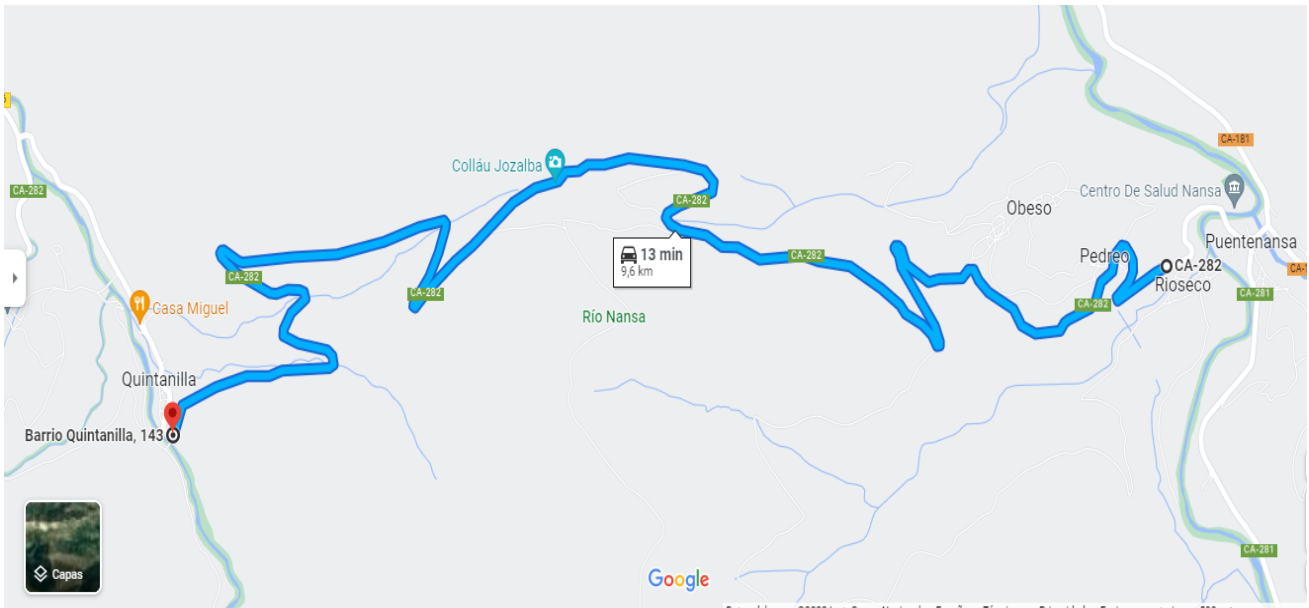 CA-181
Colláu Jozalba
CA-282
Centro De Salud Nansa
CA-282
Obeso
13 min
9,6 km
Puentenansa
CA-282
Pedreo
CA-282
CA-282
Rioseco
CA-282
CA-282
CA-281
Casa Miguel
CA-282
Río Nansa
Quintanilla
Barrio Quintanilla, 143
CA-281
Capas
Google